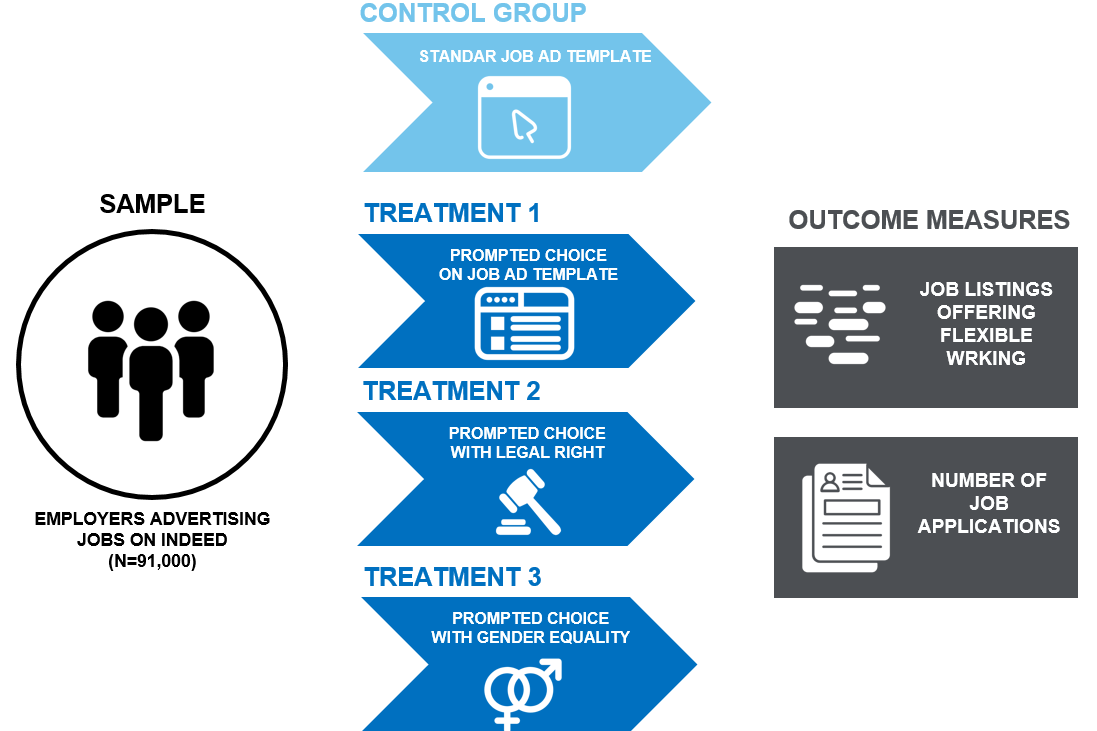 CONTROL GROUP
STANDAR JOB AD TEMPLATE
SAMPLE
EMPLOYERS ADVERTISING
JOBS ON INDEED
(N=91,000)
TREATMENT 1
PROMPTED CHOICE
ON JOB AD TEMPLATE
TREATMENT 2
PROMPTED CHOICE
WITH LEGAL RIGHT
TREATMENT 3
PROMPTED CHOICE
WITH GENDER EQUALITY
OUTCOME MEASURES
JOB LISTINGS
OFFERING
FLEXIBLE
WRKING
NUMBER OF
JOB
APPLICATIONS